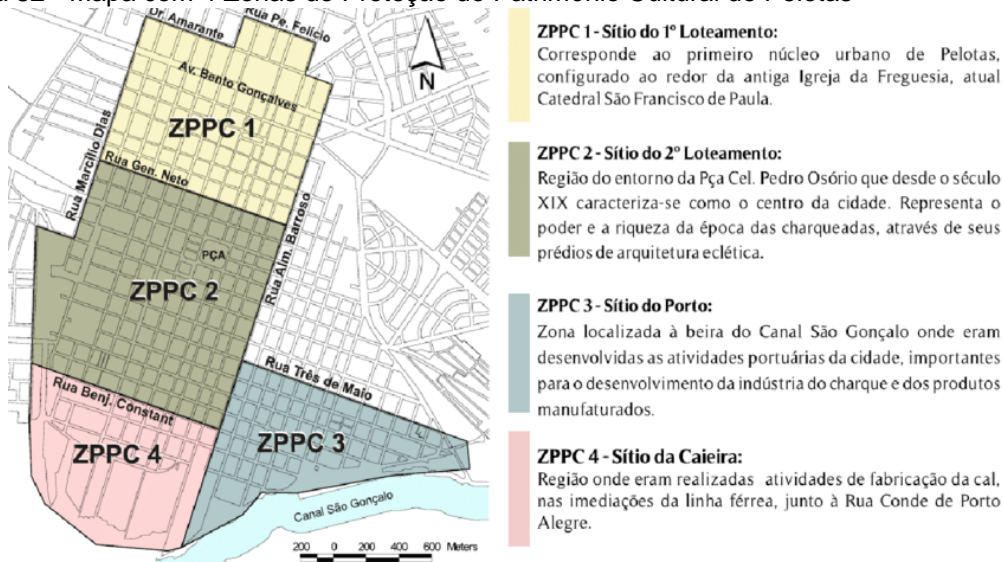 Mapa com 4 Zonas de Proteção do Patrimônio Cultural de Pelotas
Rua Pe. Felício
Dr. Amarante
N
Av. Bento Gonçalves
ZPPC 1
Rua Marcílio Dias
Rua Gen. Neto
PÇA
Rua Alm. Barroso
ZPPC 2
Rua Três de Maio
Rua Benj. Constant
ZPPC 3
ZPPC 4
Canal São Gonçalo
200 0 200 400 600 Meters
ZPPC 1 - Sítio do 1º Loteamento:
Corresponde ao primeiro núcleo urbano de Pelotas,
configurado ao redor da antiga Igreja da Freguesia, atual
Catedral São Francisco de Paula.
ZPPC 2 - Sítio do 2º Loteamento:
Região do entorno da Pça Cel. Pedro Osório que desde o século
XIX caracteriza-se como o centro da cidade. Representa o
poder e a riqueza da época das charqueadas, através de seus
prédios de arquitetura eclética.
ZPPC 3 - Sítio do Porto:
Zona localizada à beira do Canal São Gonçalo onde eram
desenvolvidas as atividades portuárias da cidade, importantes
para o desenvolvimento da indústria do charque e dos produtos
manufaturados.
ZPPC 4 - Sítio da Caieira:
Região onde eram realizadas atividades de fabricação da cal,
nas imediações da linha férrea, junto à Rua Conde de Porto
Alegre.